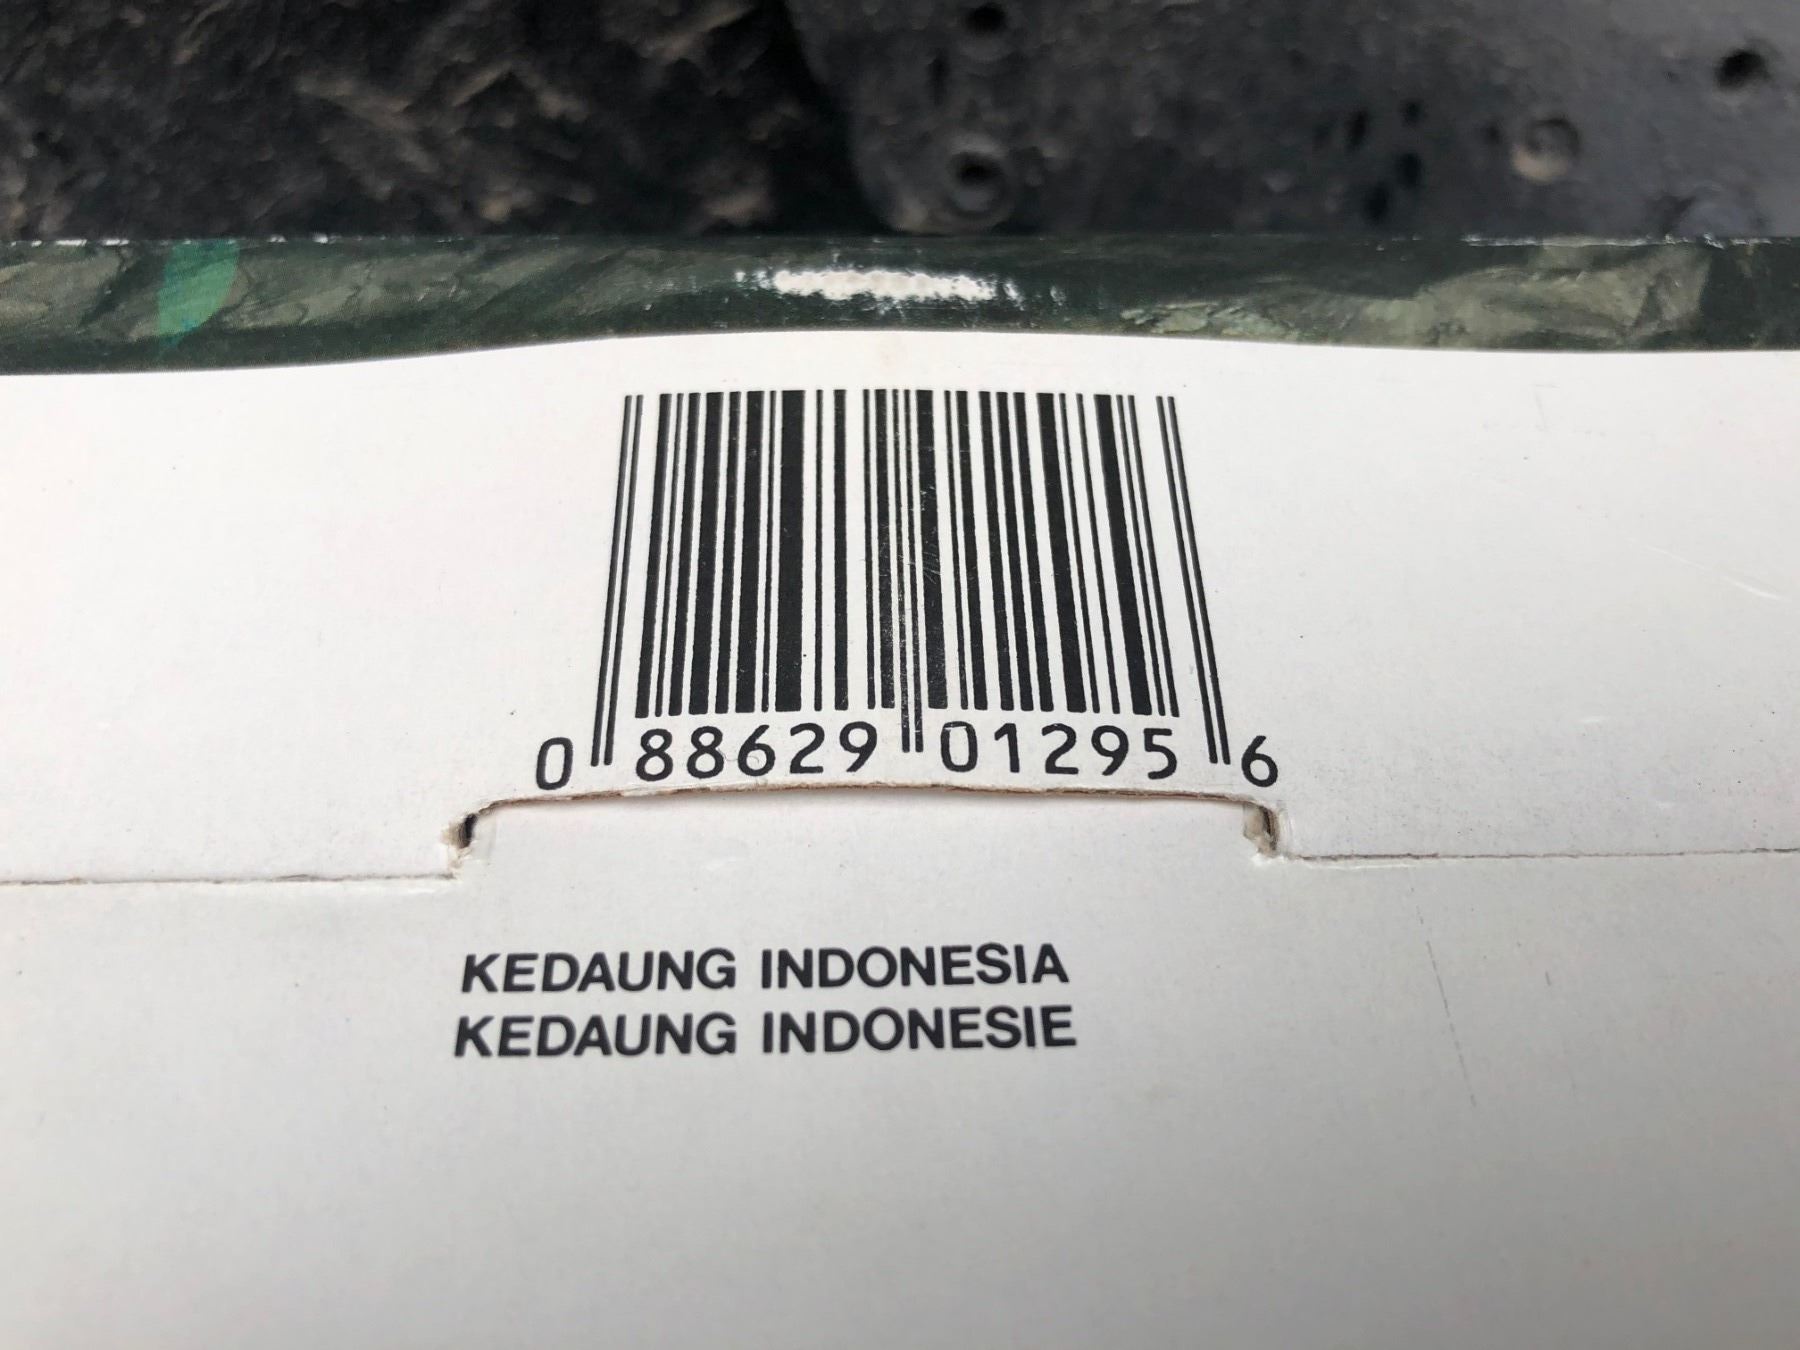 0 88629 01295 6
KEDAUNG INDONESIA
KEDAUNG INDONESIE